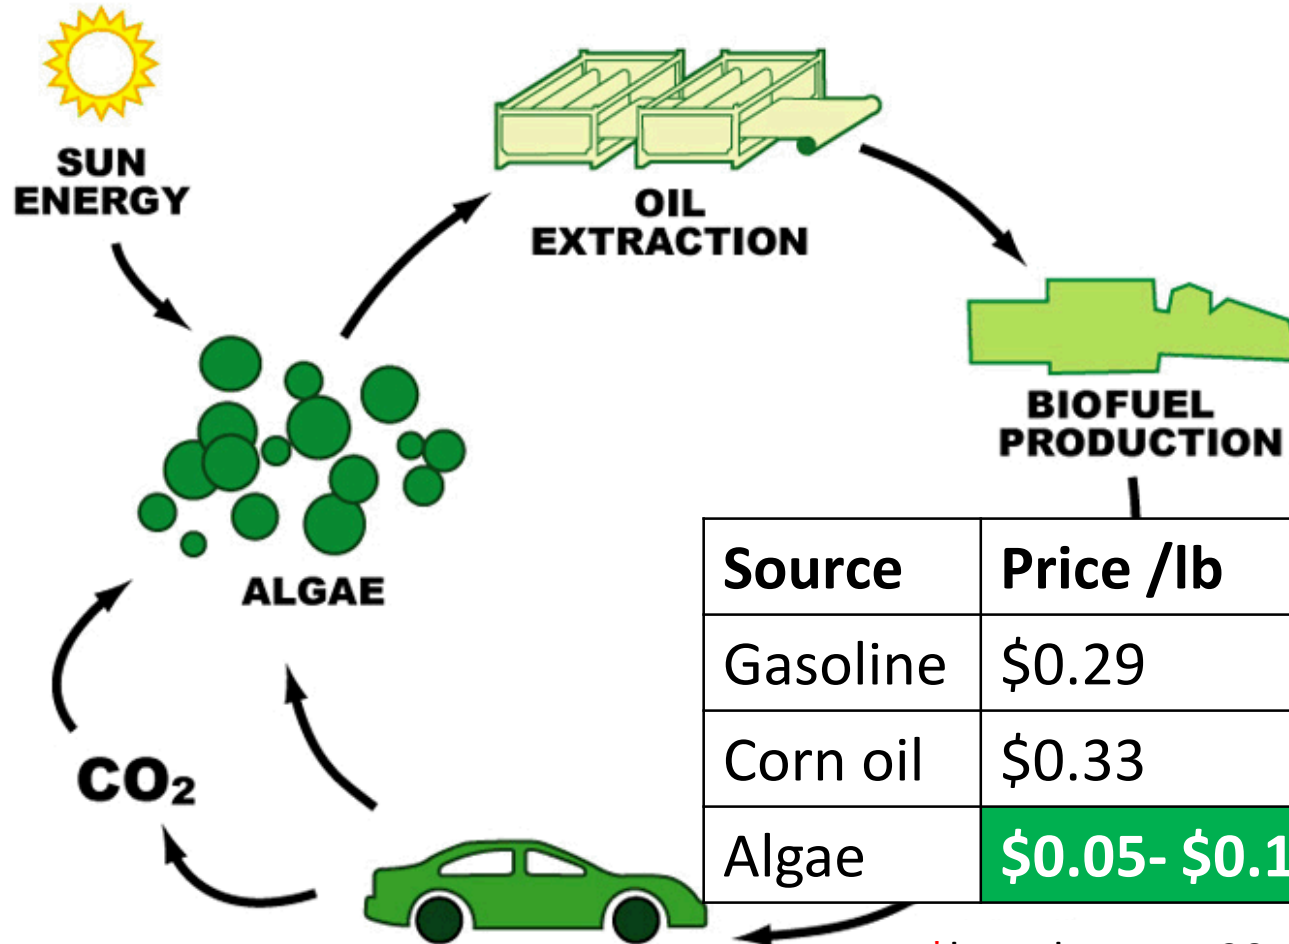 SUN
ENERGY
OIL
EXTRACTION
BIOFUEL
PRODUCTION
ALGAE
CO₂
Source Price /lb
Gasoline $0.29
Corn oil $0.33
Algae $0.05- $0.1